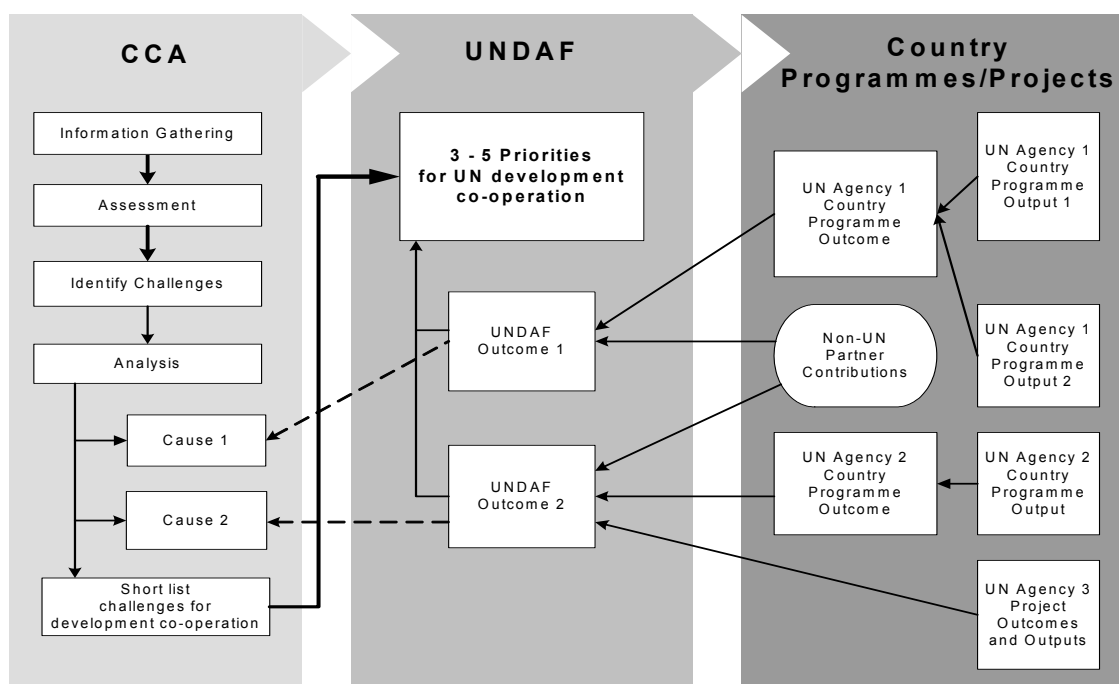 CCA
Information Gathering
Assessment
Identify Challenges
Analysis
Cause 1
Cause 2
Short list
challenges for
development co-operation
UNDAF
3 - 5 Priorities
for UN development
co-operation
UNDAF
Outcome 1
UNDAF
Outcome 2
Country
Programmes/Projects
UN Agency 1
Country
Programme
Outcome
Non-UN
Partner
Contributions
UN Agency 2
Country
Programme
Outcome
UN Agency 1
Country
Programme
Output 1
UN Agency 1
Country
Programme
Output 2
UN Agency 2
Country
Programme
Output
UN Agency 3
Project
Outcomes
and Outputs